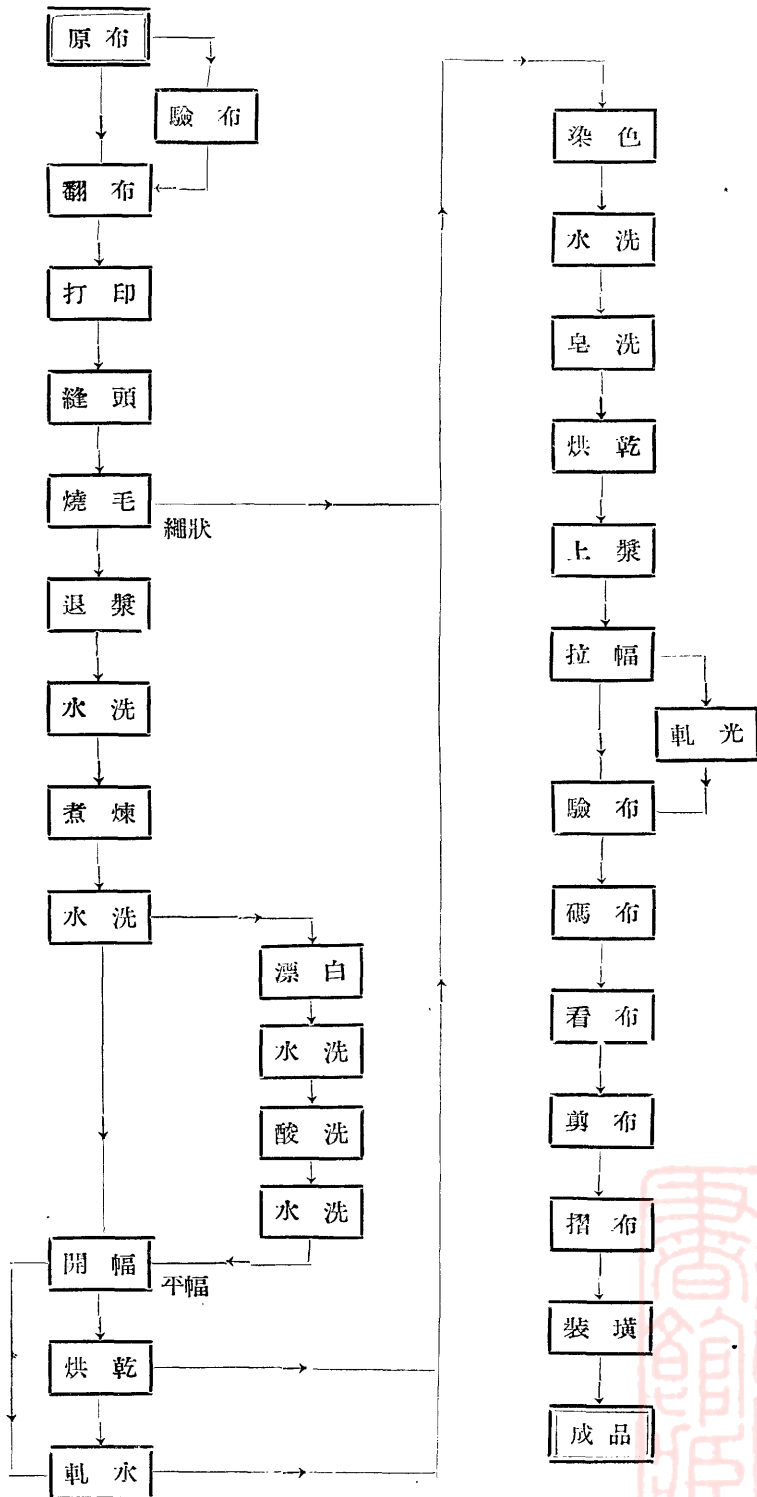 原布
驗布
翻布
打印
縫頭
燒毛
繩狀
退漿
水洗
煮煉
水洗
漂白
水洗
酸洗
水洗
開幅
平幅
烘乾
軋水
染色
水洗
皂洗
烘乾
上漿
拉幅
軋光
驗布
碼布
看布
剪布
摺布
裝璜
成品